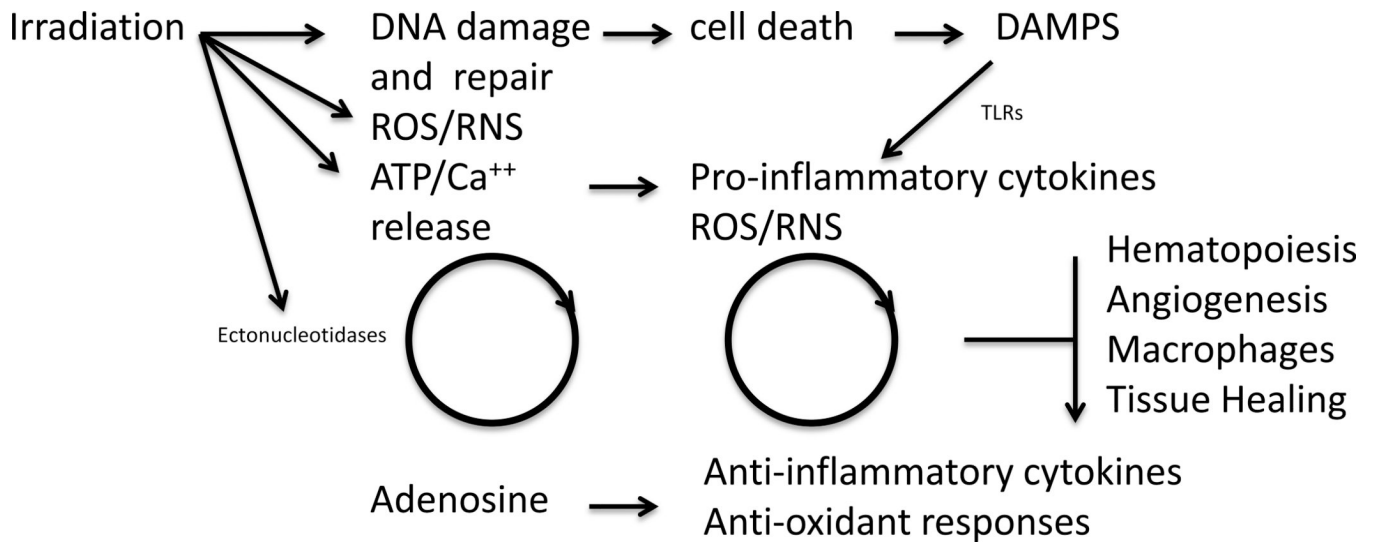 Irradiation
DNA damage
and repair
cell death
DAMPS
TLRs
ROS/RNS
ATP/Ca⁺⁺
release
Pro-inflammatory cytokines
ROS/RNS
Ectonucleotidases
Hematopoiesis
Angiogenesis
Macrophages
Tissue Healing
Adenosine
Anti-inflammatory cytokines
Anti-oxidant responses